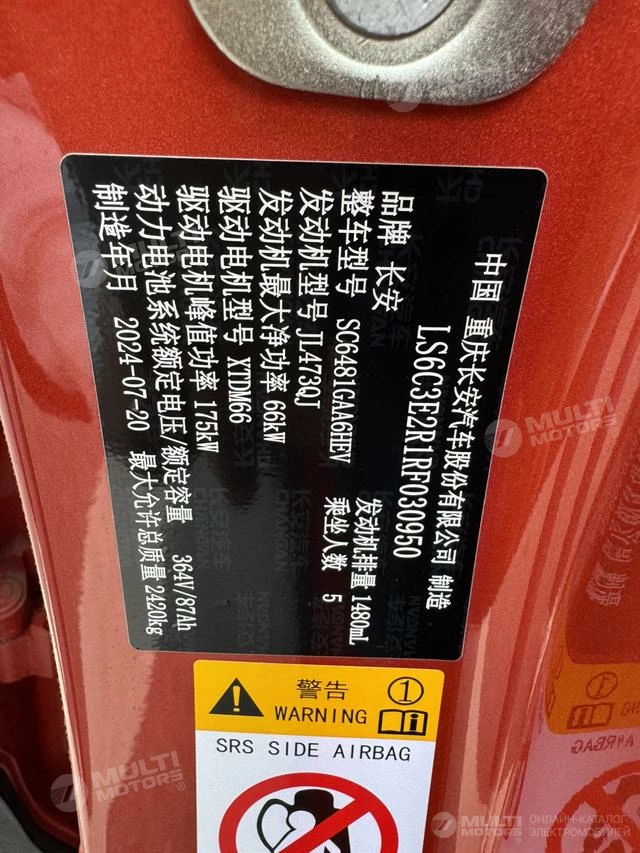 中国 重庆长安汽车股份有限公司 制造
LS6C3E2R1RF030950
品牌 长安
整车型号 SC6481GAA6HEV 乘坐人数 5
发动机型号 JL473QJ 发动机排量 1480mL
发动机最大净功率 66kW
驱动电机型号 XTDM66
驱动电机峰值功率 175kW
动力电池系统额定电压/额定容量 364V/87Ah
制造年月 2024-07-20 最大允许总质量 2420kg
警告
WARNING
1
SRS SIDE AIRBAG
MULTI MOTORS
ОНЛАЙН-КАТАЛОГ
ЭЛЕКТРОМОБИЛЕЙ